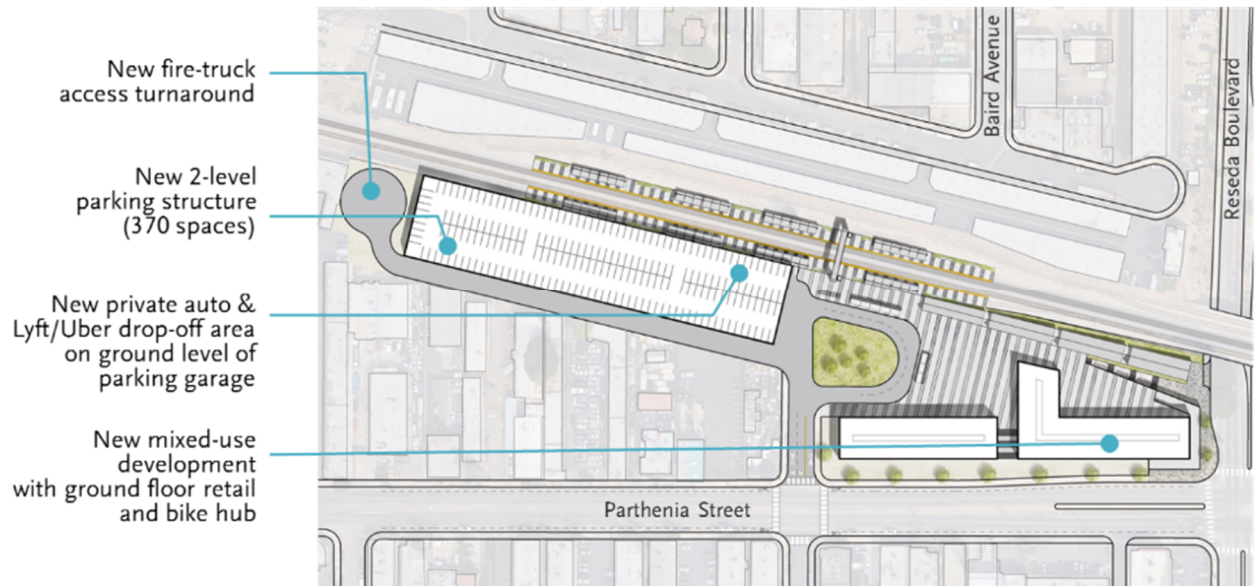 New fire-truck
access turnaround
New 2-level
parking structure
(370 spaces)
New private auto &
Lyft/Uber drop-off area
on ground level of
parking garage
New mixed-use
development
with ground floor retail
and bike hub
Baird Avenue
Reseda Boulevard
Parthenia Street